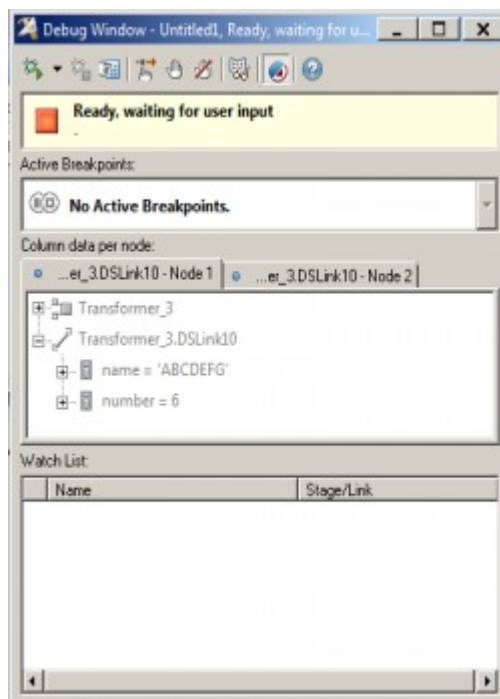 Debug Window - Untitled1, Ready, waiting for u...
Ready, waiting for user input
-
Active Breakpoints:
No Active Breakpoints.
Column data per node:
...er_3.DSLink10 - Node 1
...er_3.DSLink10 - Node 2
Transformer_3
Transformer_3.DSLink10
name = 'ABCDEFG'
number = 6
Watch List:
Name Stage/Link